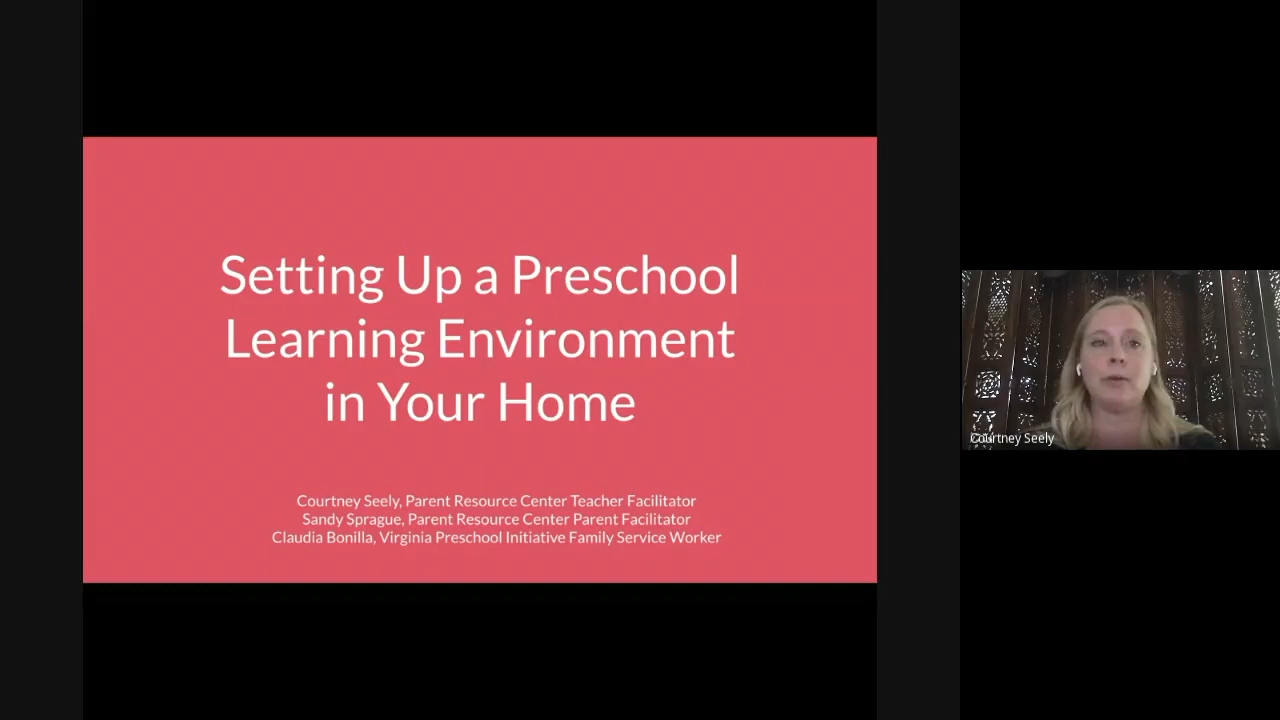 Setting Up a Preschool
Learning Environment
in Your Home
Courtney Seely, Parent Resource Center Teacher Facilitator
Sandy Sprague, Parent Resource Center Parent Facilitator
Claudia Bonilla, Virginia Preschool Initiative Family Service Worker
Courtney Seely